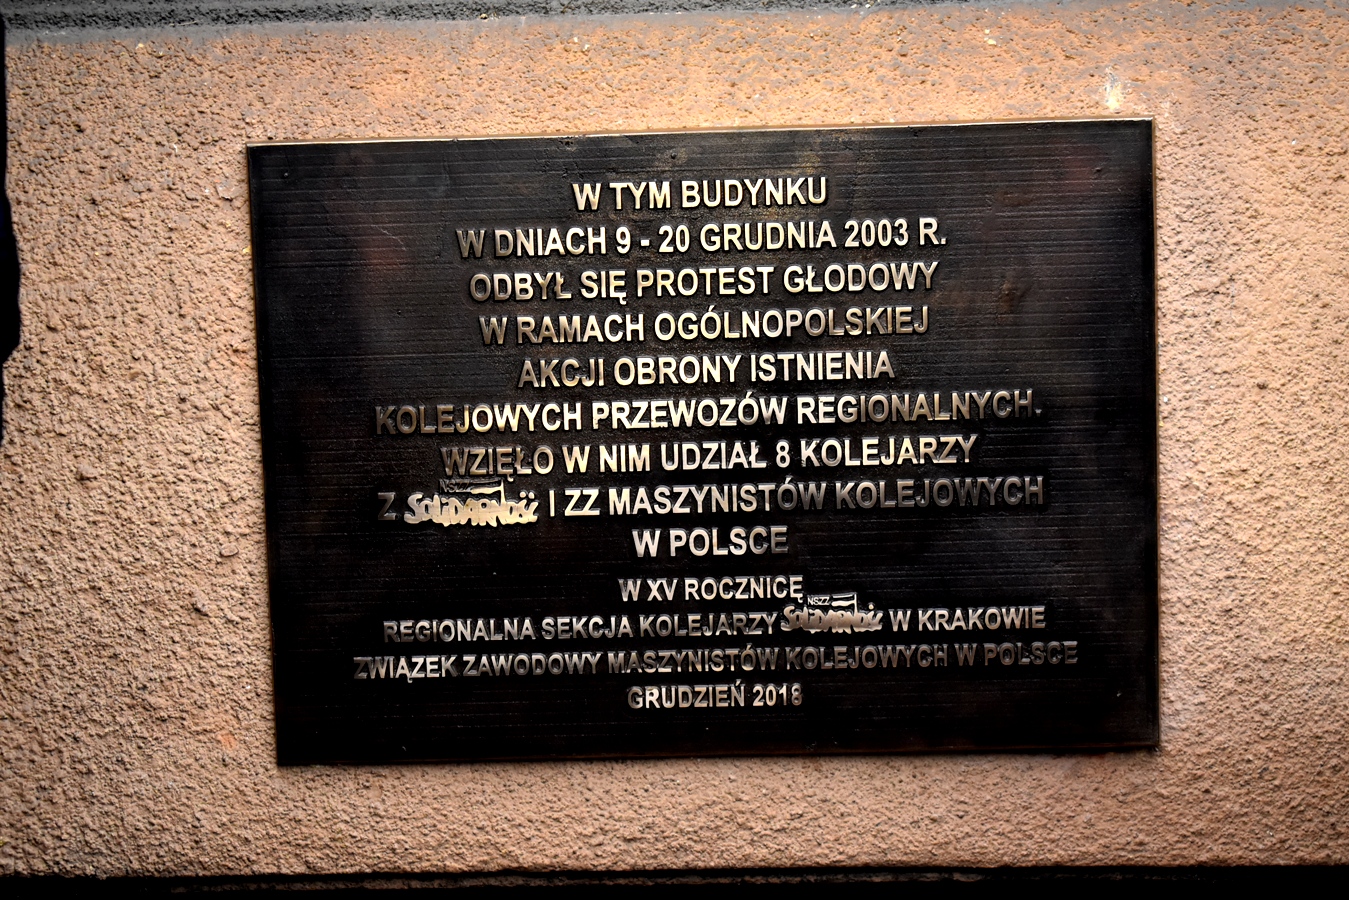 W TYM BUDYNKU
W DNIACH 9 - 20 GRUDNIA 2003 R.
ODBYŁ SIĘ PROTEST GŁODOWY
W RAMACH OGÓLNOPOLSKIEJ
AKCJI OBRONY ISTNIENIA
KOLEJOWYCH PRZEWOZÓW REGIONALNYCH.
WZIĘŁO W NIM UDZIAŁ 8 KOLEJARZY
Z NSZZ SOLIDARNOŚĆ I ZZ MASZYNISTÓW KOLEJOWYCH
W POLSCE
W XV ROCZNICĘ
REGIONALNA SEKCJA KOLEJARZY NSZZ SOLIDARNOŚĆ W KRAKOWIE
ZWIĄZEK ZAWODOWY MASZYNISTÓW KOLEJOWYCH W POLSCE
GRUDZIEŃ 2018